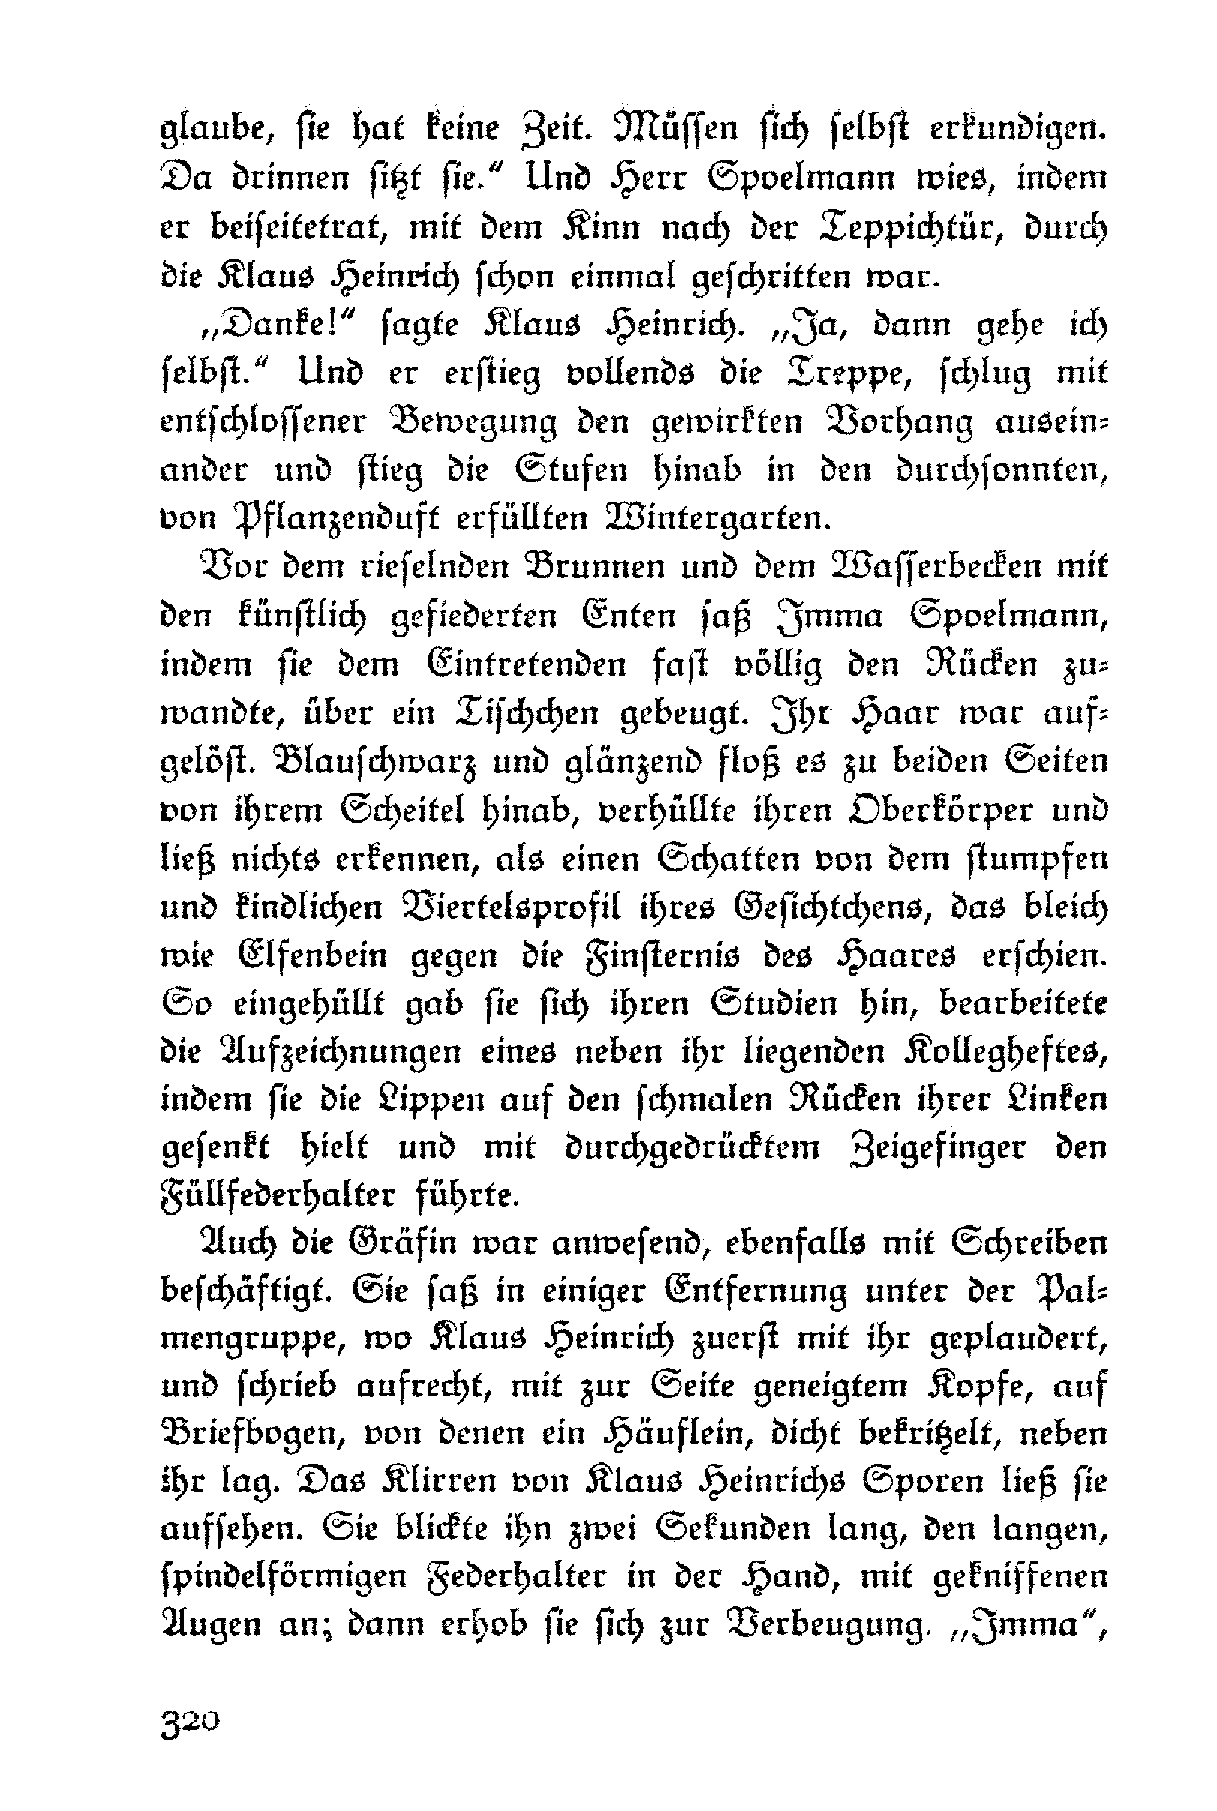 glaube, ſie hat keine Zeit. Müſſen ſich ſelbſt erkundigen.
Da drinnen ſitzt ſie.“ Und Herr Spoelmann wies, indem
er beiſeitetrat, mit dem Kinn nach der Teppichtür, durch
die Klaus Heinrich ſchon einmal geſchritten war.
„Danke!“ ſagte Klaus Heinrich. „Ja, dann gehe ich
ſelbſt.“ Und er erſtieg vollends die Treppe, ſchlug mit
entſchloſſener Bewegung den gewirkten Vorhang ausein⸗
ander und ſtieg die Stufen hinab in den durchſonnten,
von Pflanzenduft erfüllten Wintergarten.
Vor dem rieſelnden Brunnen und dem Waſſerbecken mit
den künſtlich gefiederten Enten ſaß Imma Spoelmann,
indem ſie dem Eintretenden faſt völlig den Rücken zu⸗
wandte, über ein Tiſchchen gebeugt. Ihr Haar war auf⸗
gelöſt. Blauſchwarz und glänzend floß es zu beiden Seiten
von ihrem Scheitel hinab, verhüllte ihren Oberkörper und
ließ nichts erkennen, als einen Schatten von dem ſtumpfen
und kindlichen Viertelsprofil ihres Geſichtchens, das bleich
wie Elfenbein gegen die Finſternis des Haares erſchien.
So eingehüllt gab ſie ſich ihren Studien hin, bearbeitete
die Aufzeichnungen eines neben ihr liegenden Kollegheftes,
indem ſie die Lippen auf den ſchmalen Rücken ihrer Linken
geſenkt hielt und mit durchgedrücktem Zeigefinger den
Füllfederhalter führte.
Auch die Gräfin war anweſend, ebenfalls mit Schreiben
beſchäftigt. Sie ſaß in einiger Entfernung unter der Pal⸗
mengruppe, wo Klaus Heinrich zuerſt mit ihr geplaudert,
und ſchrieb aufrecht, mit zur Seite geneigtem Kopfe, auf
Briefbogen, von denen ein Häuflein, dicht bekritzelt, neben
ihr lag. Das Klirren von Klaus Heinrichs Sporen ließ ſie
aufſehen. Sie blickte ihn zwei Sekunden lang, den langen,
ſpindelförmigen Federhalter in der Hand, mit gekniffenen
Augen an; dann erhob ſie ſich zur Verbeugung. „Imma“,
320